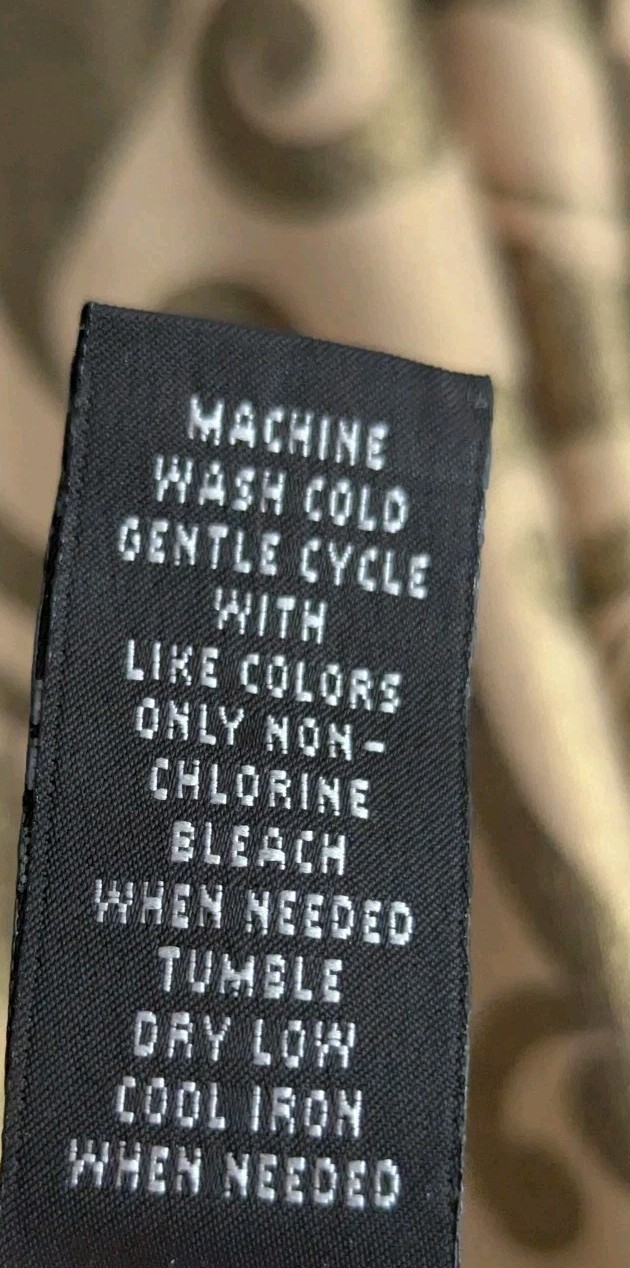 MACHINE
WASH COLD
GENTLE CYCLE
WITH
LIKE COLORS
ONLY NON-
CHLORINE
BLEACH
WHEN NEEDED
TUMBLE
DRY LOW
COOL IRON
WHEN NEEDED